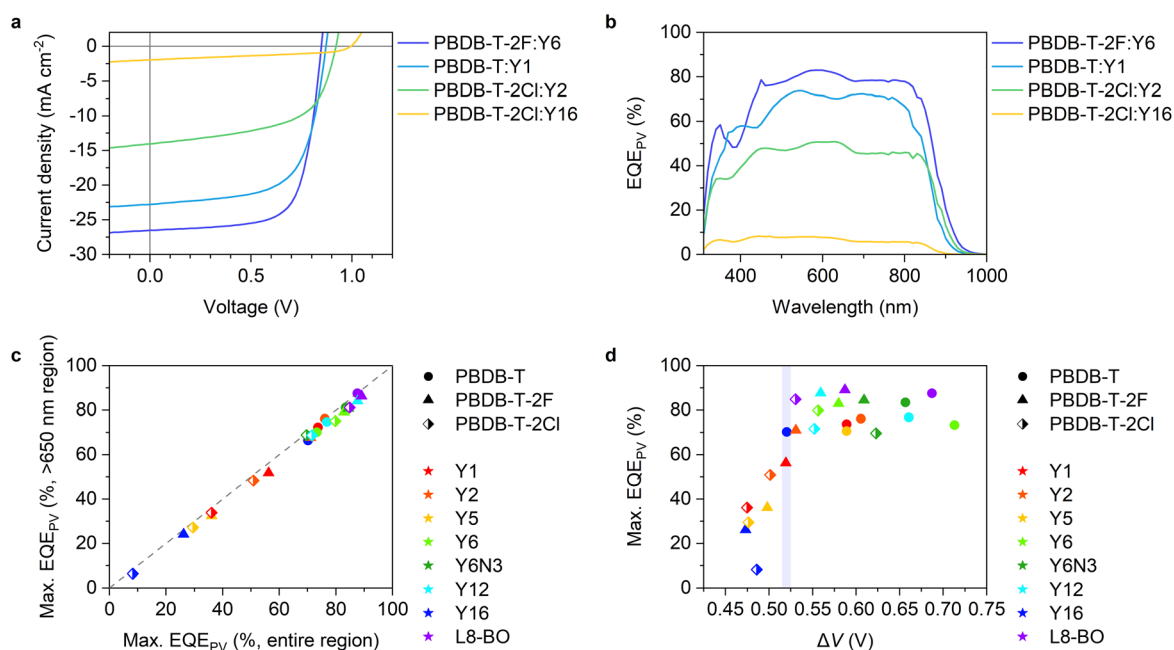 a
0
-5
-10
-15
-20
-25
-30
0.0
0.5
1.0
Current density (mA cm⁻²)
Voltage (V)
PBDB-T-2F:Y6
PBDB-T:Y1
PBDB-T-2Cl:Y2
PBDB-T-2Cl:Y16
b
100
80
60
40
20
0
400
600
800
1000
EQE_PV (%)
Wavelength (nm)
PBDB-T-2F:Y6
PBDB-T:Y1
PBDB-T-2Cl:Y2
PBDB-T-2Cl:Y16
c
100
80
60
40
20
0
0
20
40
60
80
100
Max. EQE_PV (%, >650 nm region)
Max. EQE_PV (%, entire region)
PBDB-T
PBDB-T-2F
PBDB-T-2Cl
Y1
Y2
Y5
Y6
Y6N3
Y12
Y16
L8-BO
d
100
80
60
40
20
0
0.45
0.50
0.55
0.60
0.65
0.70
0.75
Max. EQE_PV (%)
ΔV (V)
PBDB-T
PBDB-T-2F
PBDB-T-2Cl
Y1
Y2
Y5
Y6
Y6N3
Y12
Y16
L8-BO